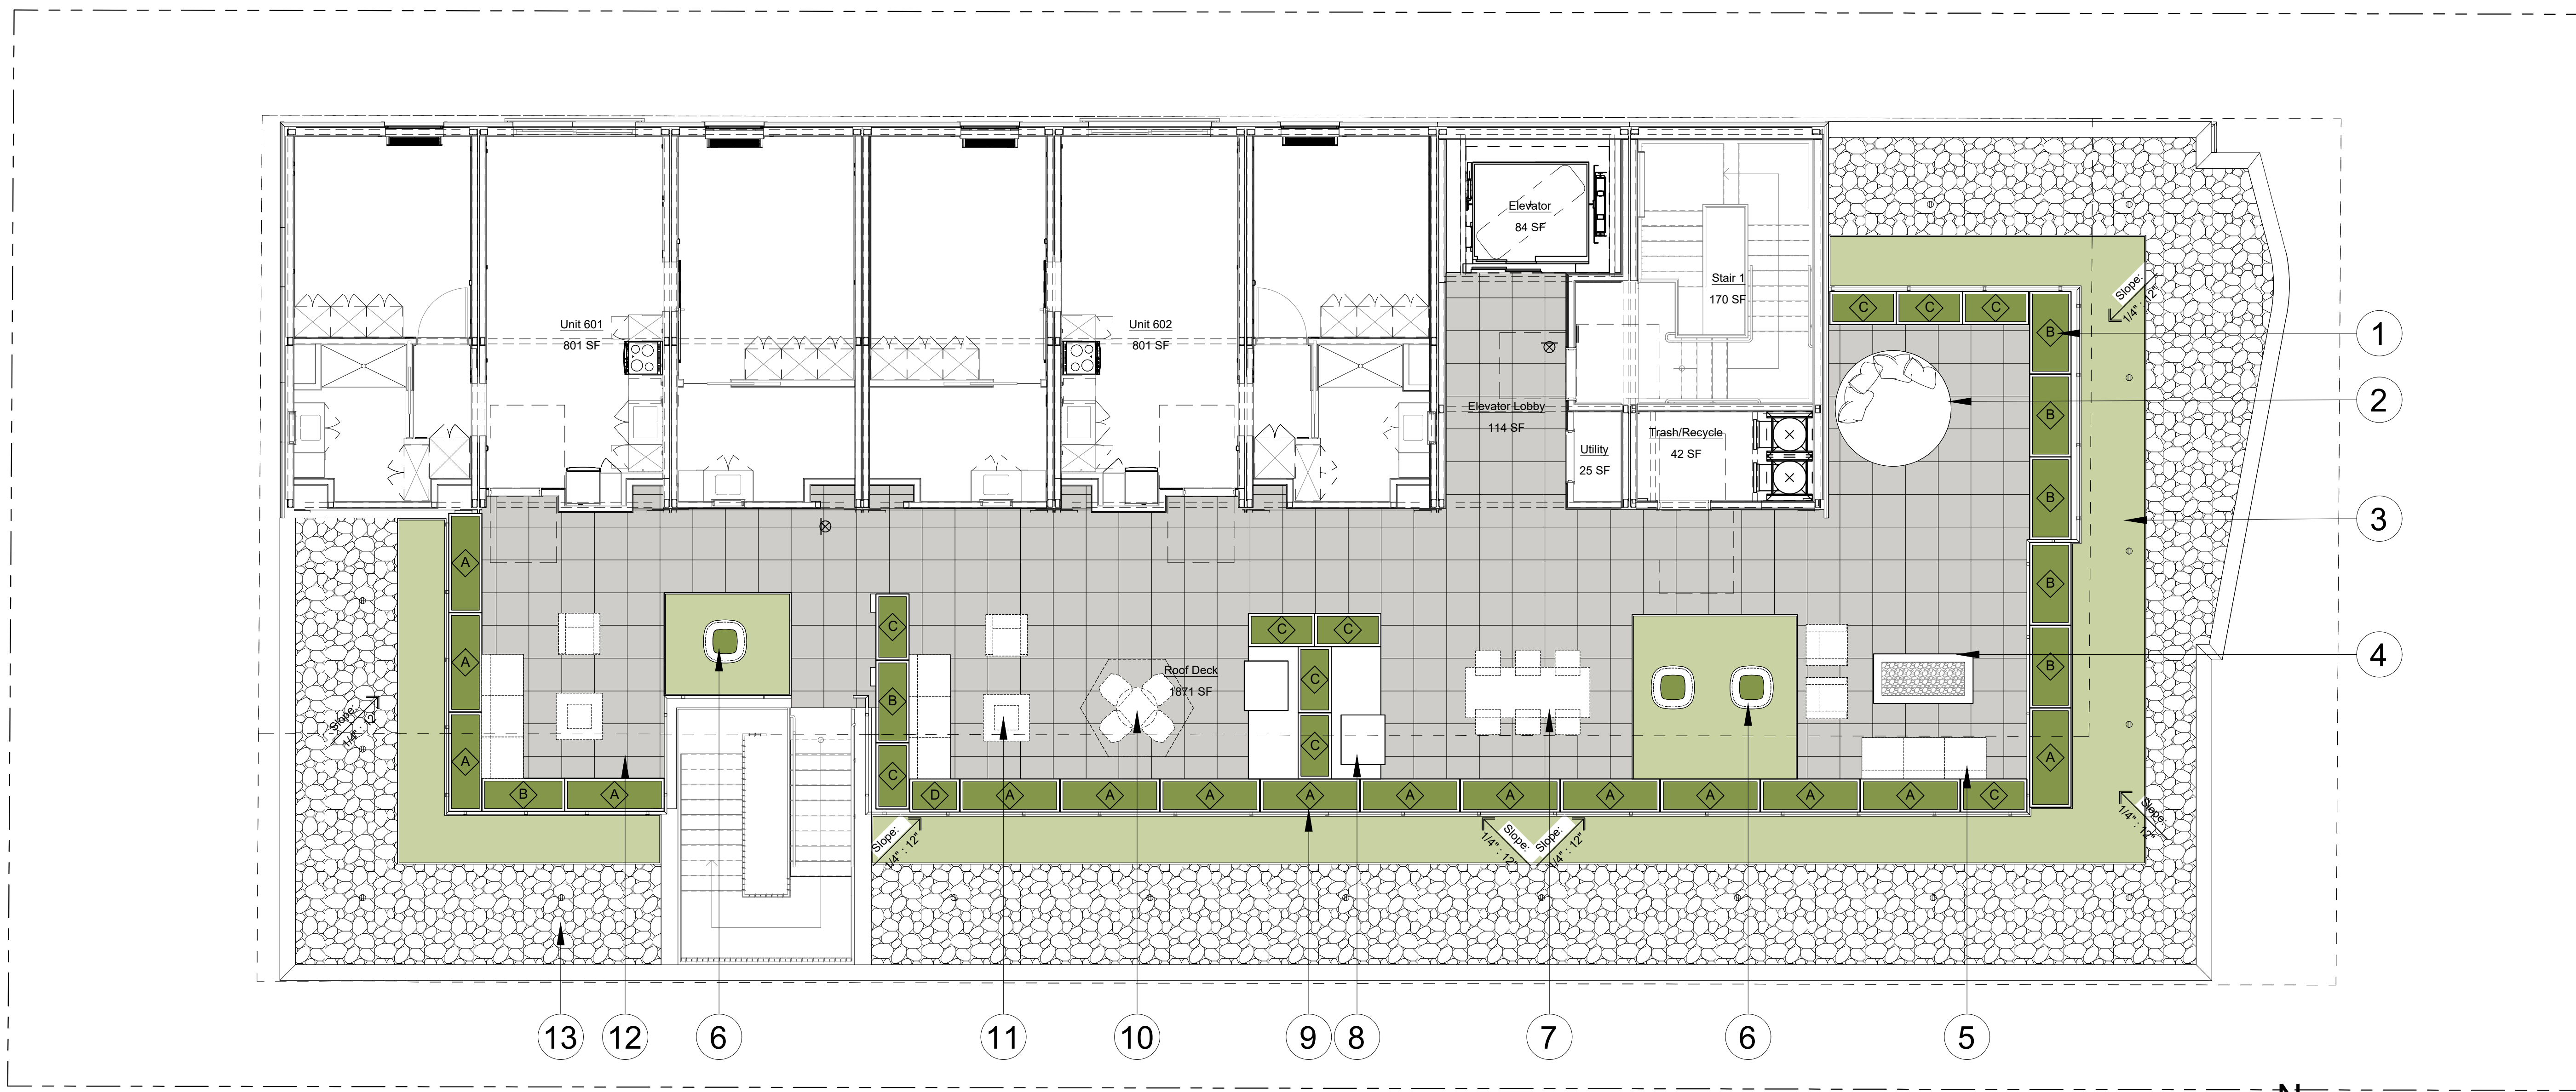 Elevator
84 SF
Stair 1
170 SF
Slope:
1/4" : 12"
C
C
C
B
1
Unit 601
801 SF
Unit 602
801 SF
2
Elevator Lobby
114 SF
B
Trash/Recycle
42 SF
Utility
25 SF
B
3
A
B
C
C
C
A
B
4
Roof Deck
1871 SF
C
B
Slope:
1/4" : 12"
A
C
C
A
B
A
D
A
A
A
A
A
A
A
A
A
A
C
Slope:
1/4" : 12"
Slope:
1/4" : 12"
Slope:
1/4" : 12"
Slope:
1/4" : 12"
13
12
6
11
10
9
8
7
6
5